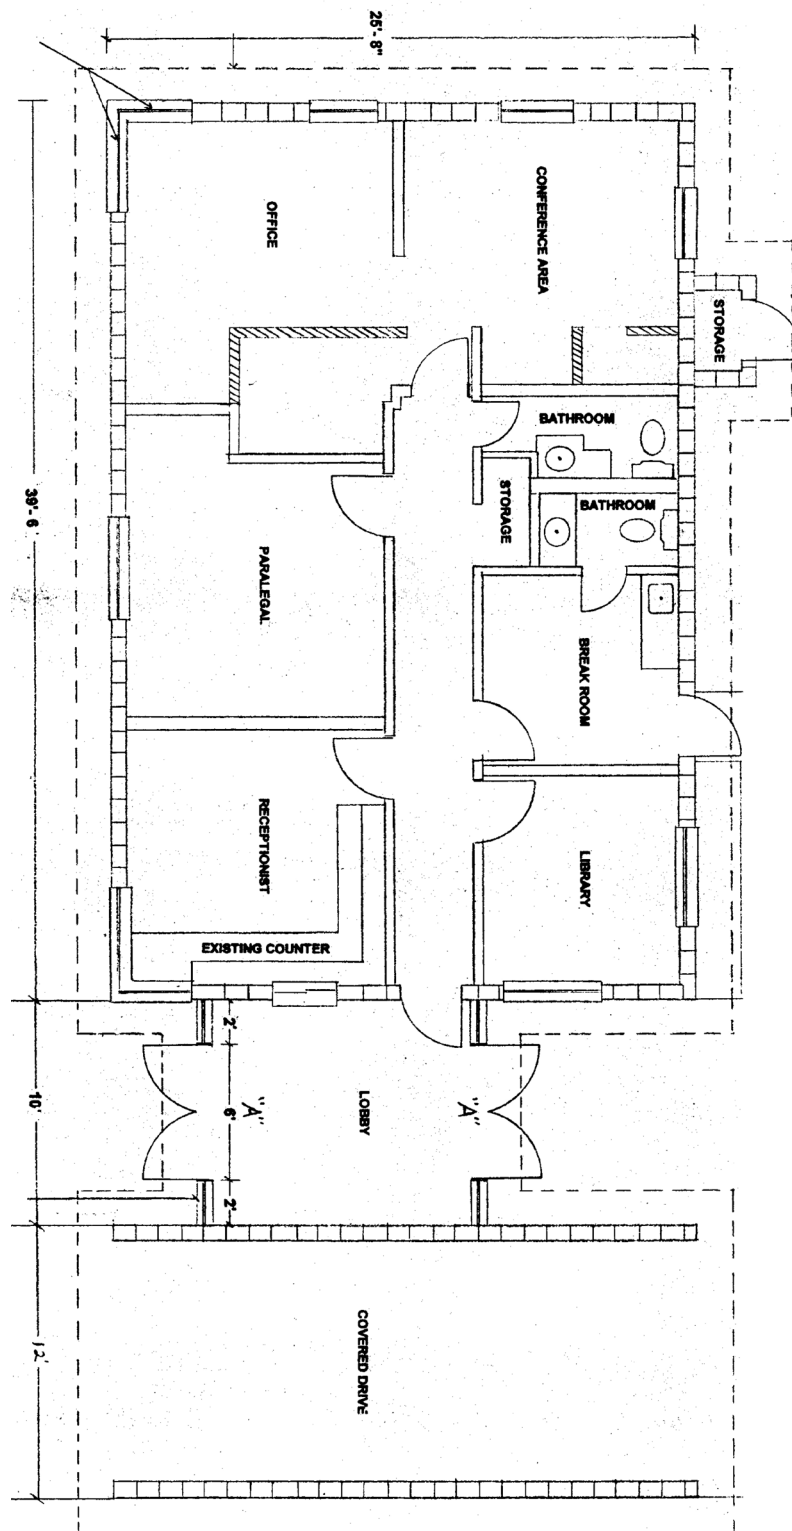 25'- 8"
OFFICE
CONFERENCE AREA
STORAGE
BATHROOM
BATHROOM
STORAGE
39'- 6
PARALEGAL
BREAK ROOM
RECEPTIONIST
LIBRARY
EXISTING COUNTER
2'
10'
6'
"A"
LOBBY
"A"
2'
12'
COVERED DRIVE